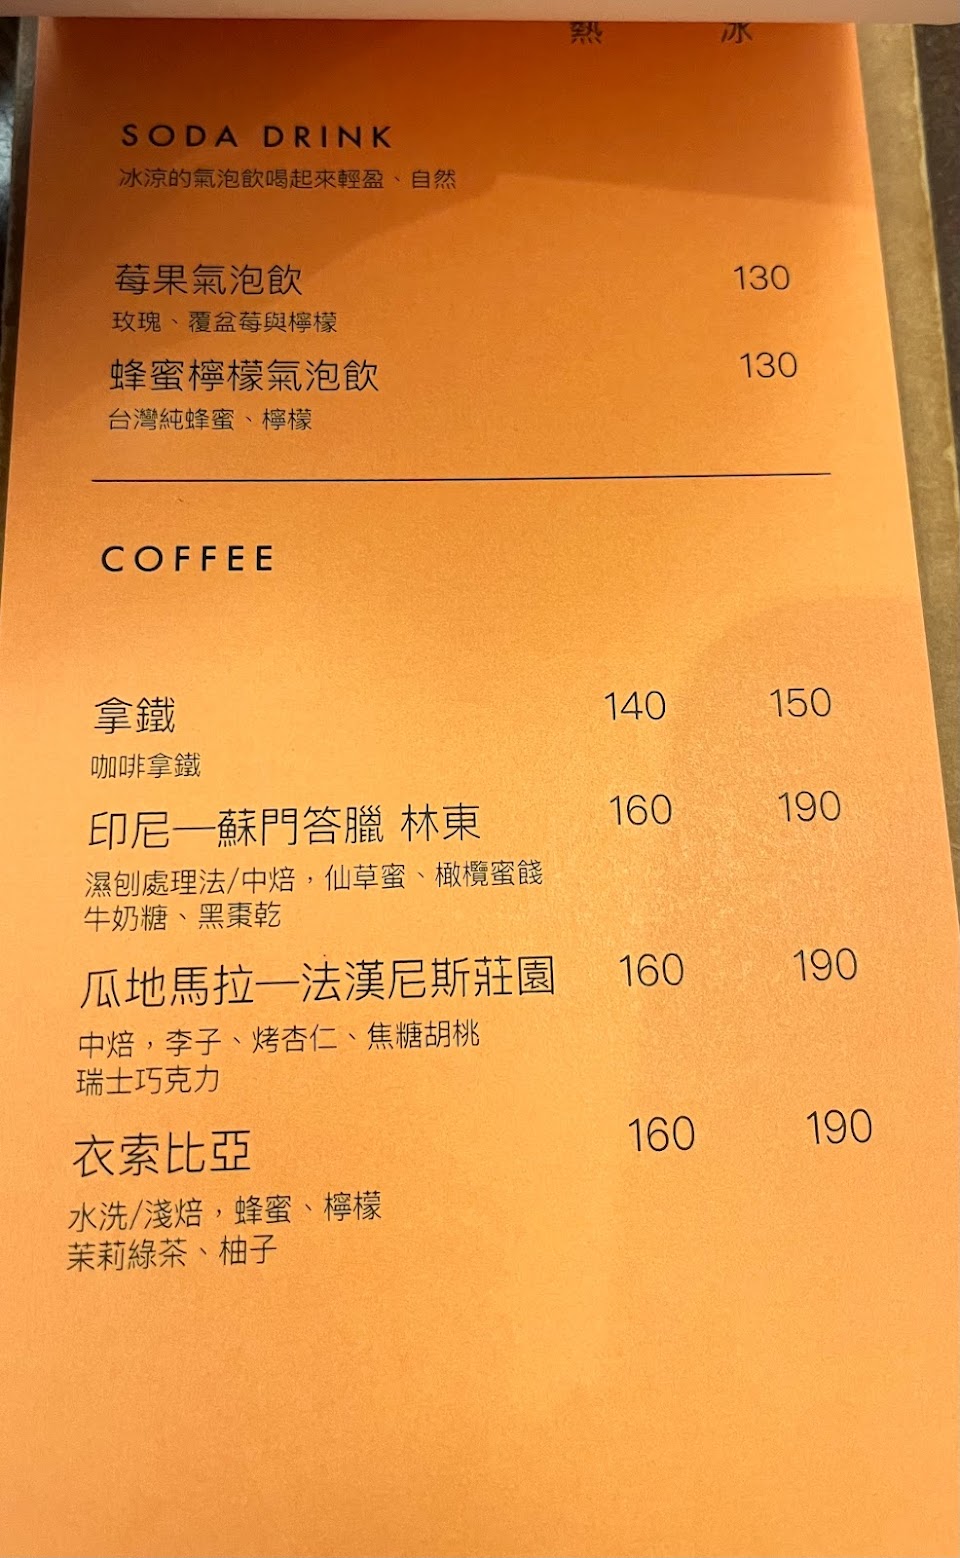 熱 冰
SODA DRINK
冰涼的氣泡飲喝起來輕盈、自然
莓果氣泡飲 130
玫瑰、覆盆莓與檸檬
蜂蜜檸檬氣泡飲 130
台灣純蜂蜜、檸檬
COFFEE
拿鐵 140 150
咖啡拿鐵
印尼—蘇門答臘 林東 160 190
濕刨處理法/中焙，仙草蜜、橄欖蜜餞
牛奶糖、黑棗乾
瓜地馬拉—法漢尼斯莊園 160 190
中焙，李子、烤杏仁、焦糖胡桃
瑞士巧克力
衣索比亞 160 190
水洗/淺焙，蜂蜜、檸檬
茉莉綠茶、柚子